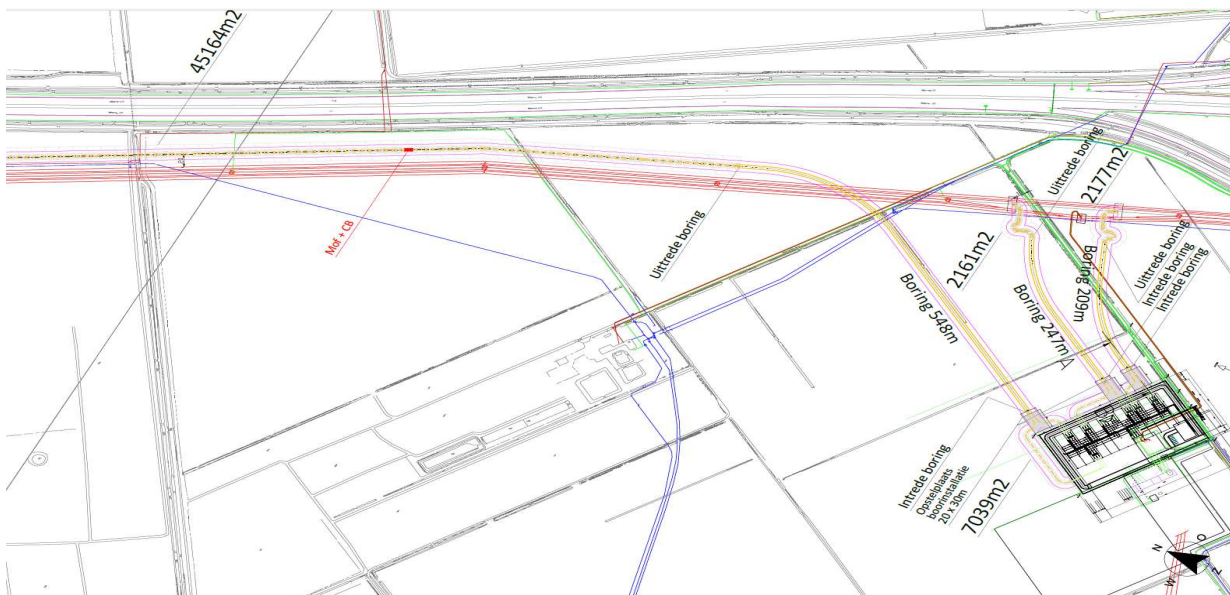 45164m2
Mof + CB
Uittrede boring
Uittrede boring
2177m2
2161m2
Uittrede boring
Intrede boring
Intrede boring
Boring 548m
Boring 247m
Boring 209m
A
Intrede boring
Opstelplaats
boorinstallatie
20 x 30m
7039m2
N
O
W
Z